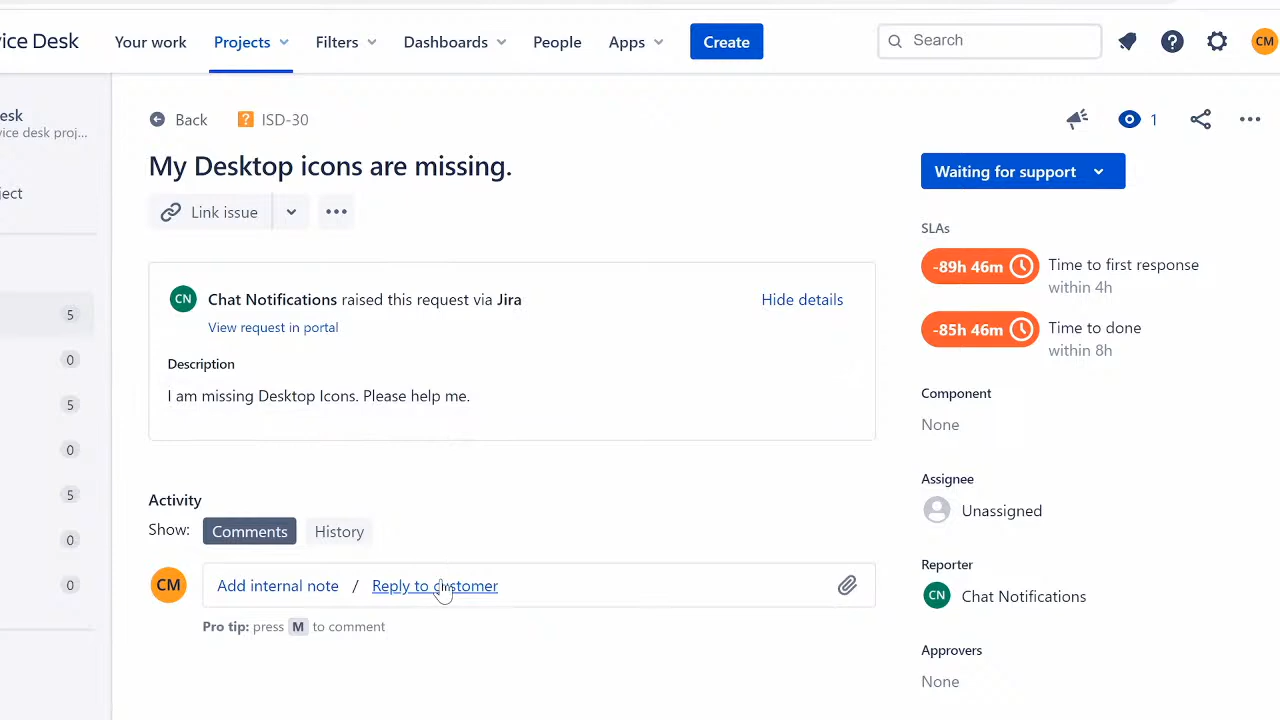 vice Desk Your work Projects Filters Dashboards People Apps Create Search CM
esk
vice desk proj...
ject
5
0
5
0
5
0
0
Back ISD-30
1
My Desktop icons are missing.
Link issue
CN Chat Notifications raised this request via Jira Hide details
View request in portal
Description
I am missing Desktop Icons. Please help me.
Activity
Show: Comments History
CM Add internal note / Reply to customer
Pro tip: press M to comment
Waiting for support
SLAs
-89h 46m Time to first response
within 4h
-85h 46m Time to done
within 8h
Component
None
Assignee
Unassigned
Reporter
CN Chat Notifications
Approvers
None